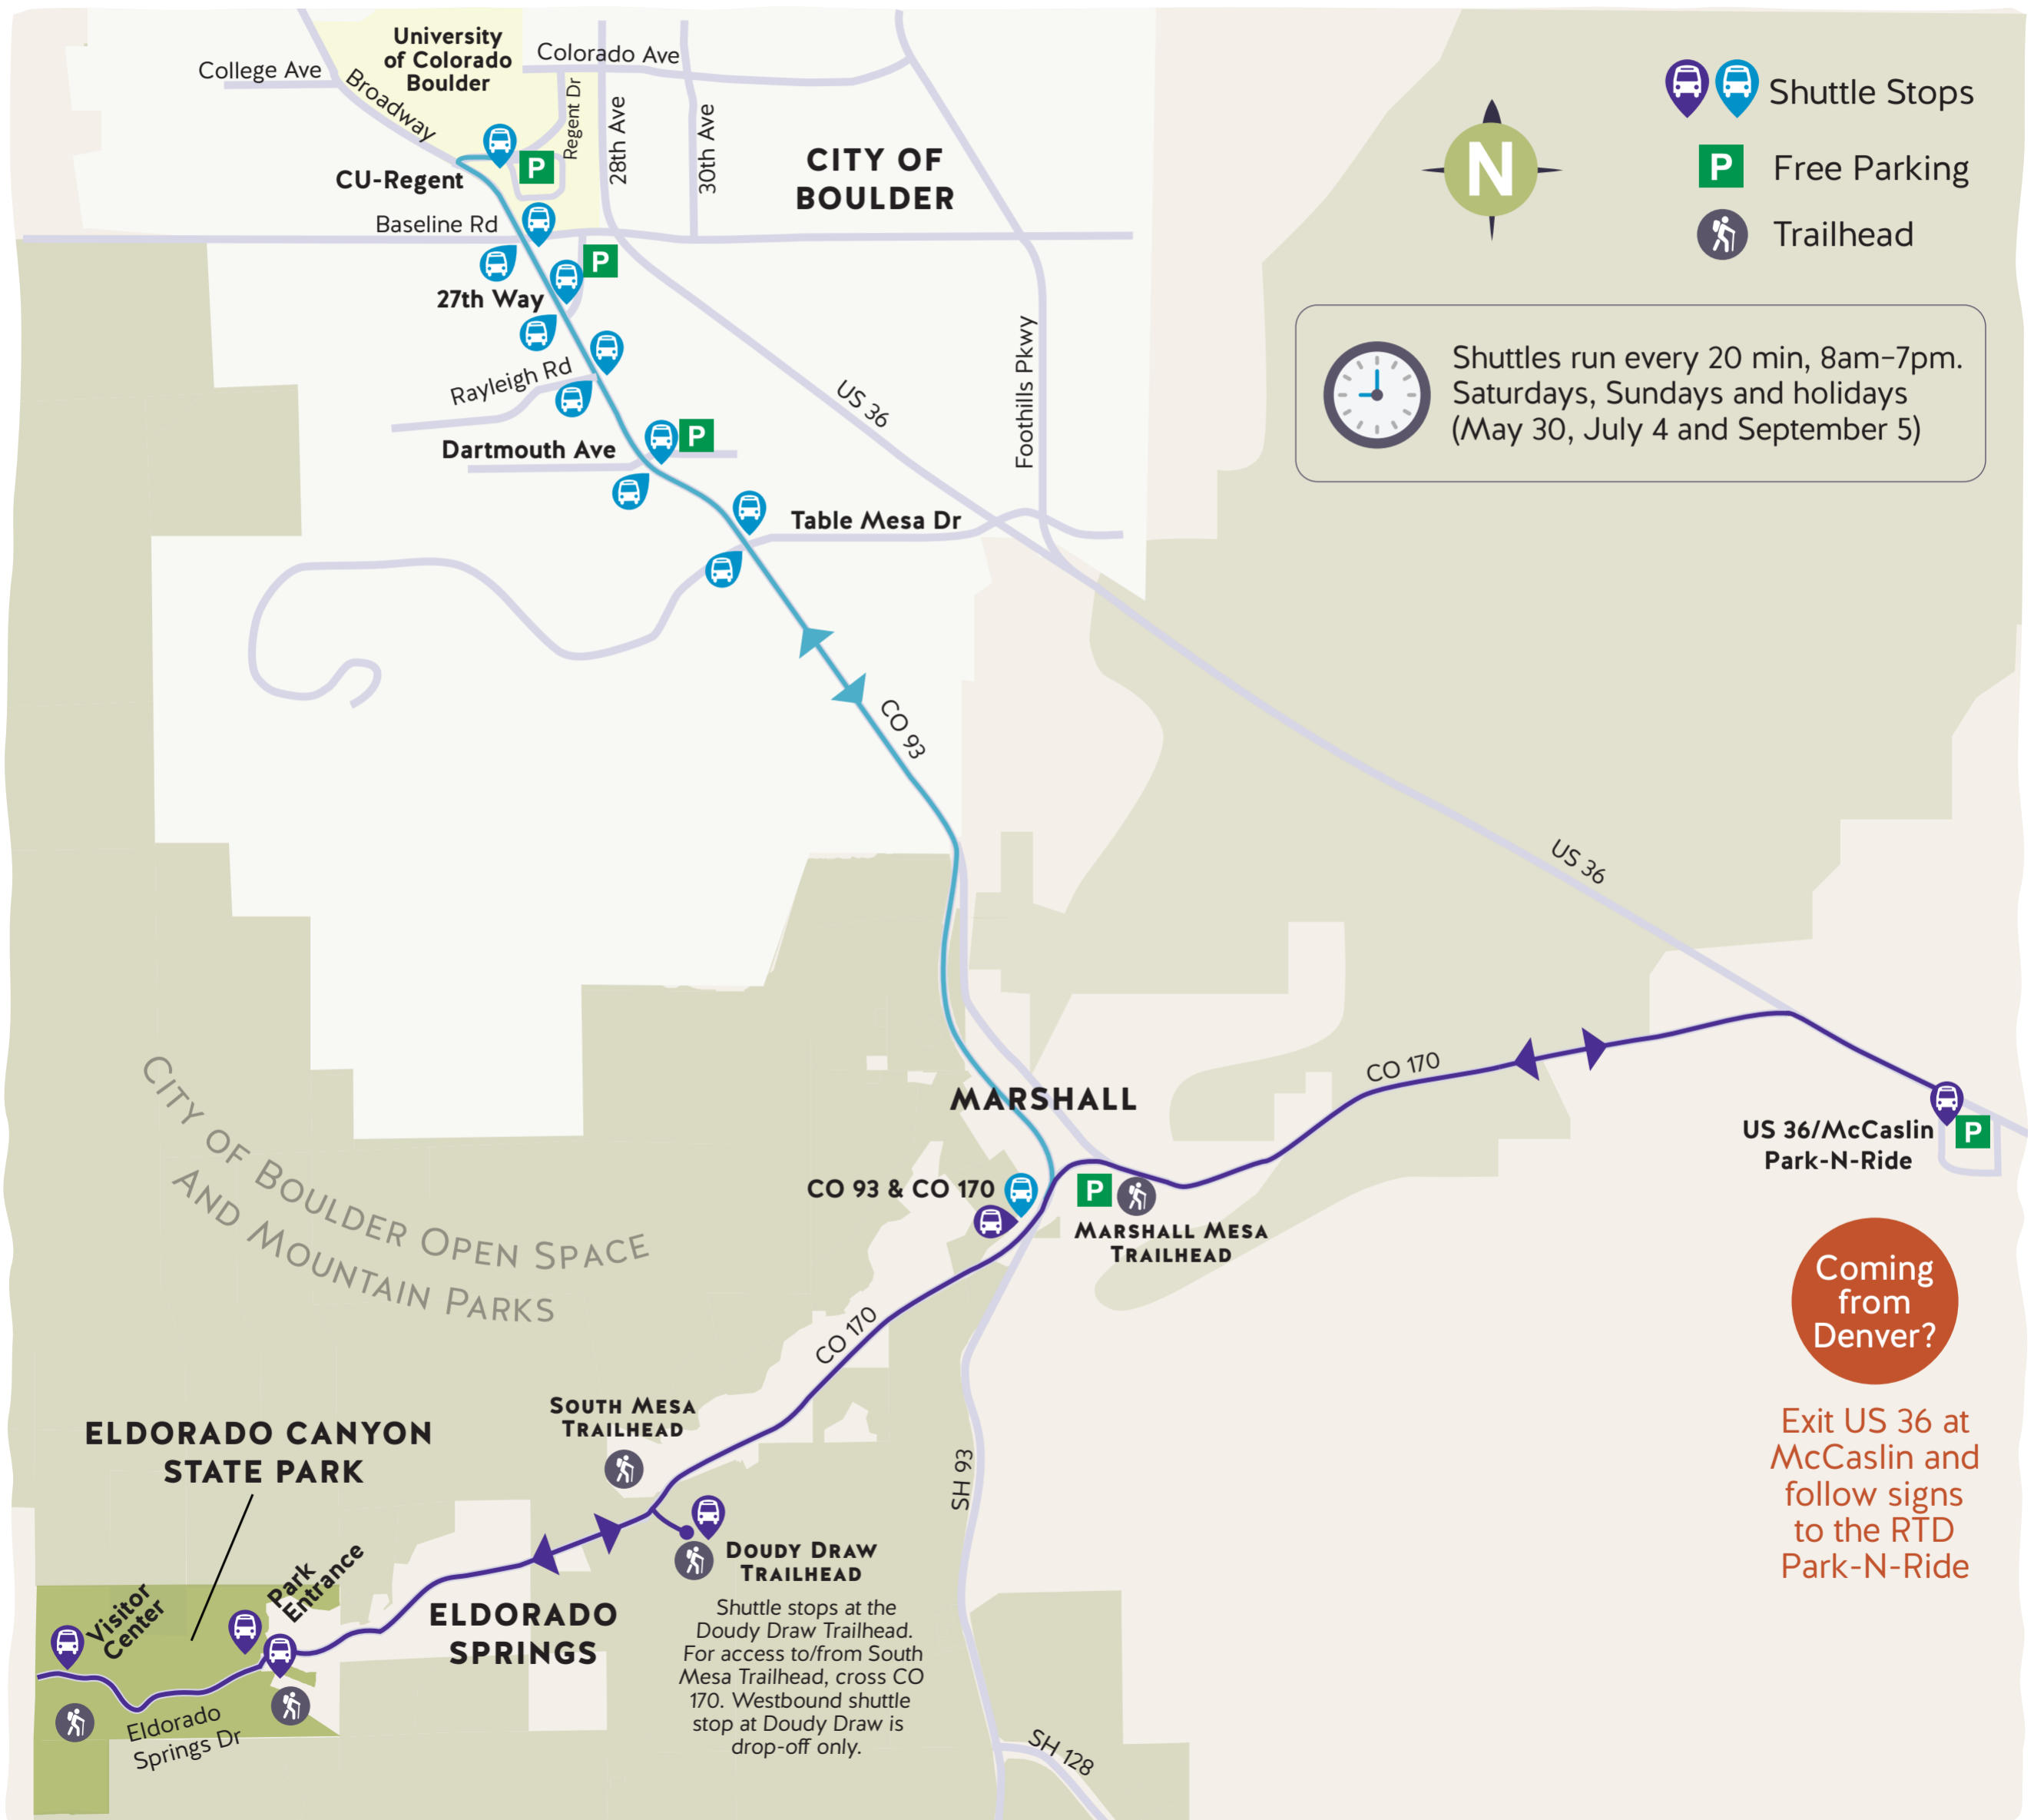 University
of Colorado
Boulder
College Ave
Broadway
Colorado Ave
Regent Dr
28th Ave
30th Ave
P
CU-Regent
Baseline Rd
CITY OF
BOULDER
P
27th Way
Rayleigh Rd
Dartmouth Ave
P
US 36
Foothills Pkwy
Table Mesa Dr
N
Shuttle Stops
P
Free Parking
Trailhead
Shuttles run every 20 min, 8am–7pm.
Saturdays, Sundays and holidays
(May 30, July 4 and September 5)
CO 93
US 36
CITY OF BOULDER OPEN SPACE
AND MOUNTAIN PARKS
MARSHALL
CO 170
CO 93 & CO 170
P
MARSHALL MESA
TRAILHEAD
US 36/McCaslin
Park-N-Ride
P
Coming
from
Denver?
Exit US 36 at
McCaslin and
follow signs
to the RTD
Park-N-Ride
CO 170
SOUTH MESA
TRAILHEAD
SH 93
ELDORADO CANYON
STATE PARK
Visitor
Center
Park
Entrance
Eldorado
Springs Dr
ELDORADO
SPRINGS
DOUDY DRAW
TRAILHEAD
Shuttle stops at the
Doudy Draw Trailhead.
For access to/from South
Mesa Trailhead, cross CO
170. Westbound shuttle
stop at Doudy Draw is
drop-off only.
SH 128